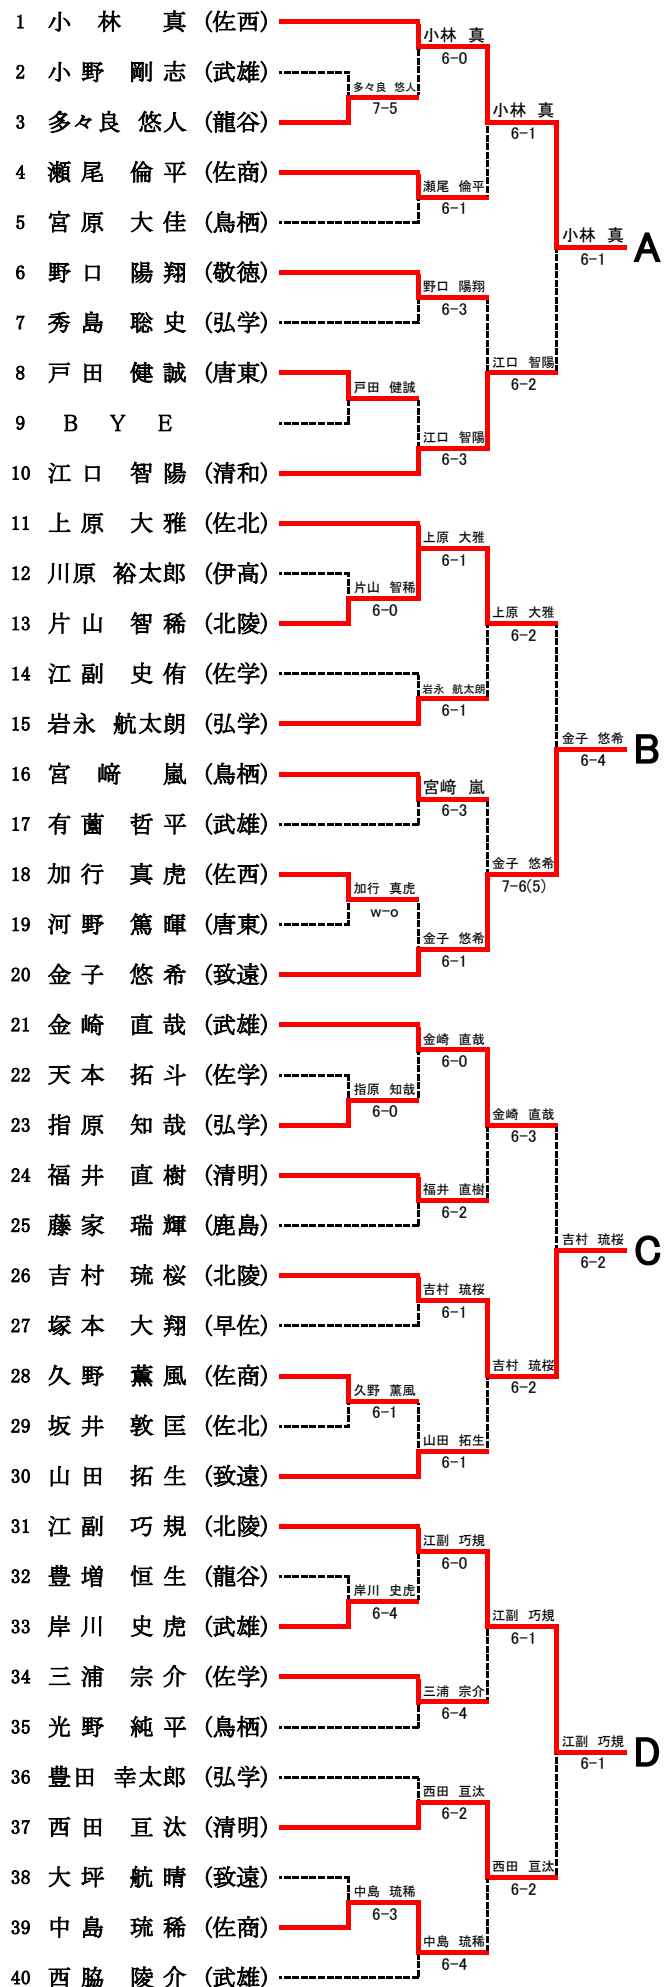 1 小林 真 (佐西)
小林 真
6-0
2 小野 剛志 (武雄)
多々良 悠人
7-5
3 多々良 悠人 (龍谷)
小林 真
6-1
4 瀬尾 倫平 (佐商)
瀬尾 倫平
6-1
5 宮原 大佳 (鳥栖)
小林 真
6-1
A
6 野口 陽翔 (敬徳)
野口 陽翔
6-3
7 秀島 聡史 (弘学)
8 戸田 健誠 (唐東)
江口 智陽
6-2
戸田 健誠
9 BYE
江口 智陽
6-3
10 江口 智陽 (清和)
11 上原 大雅 (佐北)
上原 大雅
6-1
12 川原 裕太郎 (伊高)
片山 智稀
6-0
13 片山 智稀 (北陵)
上原 大雅
6-2
14 江副 史侑 (佐学)
岩永 航太朗
6-1
15 岩永 航太朗 (弘学)
金子 悠希
6-4
B
16 宮﨑 嵐 (鳥栖)
宮﨑 嵐
6-3
17 有薗 哲平 (武雄)
18 加行 真虎 (佐西)
金子 悠希
7-6(5)
加行 真虎
w-o
19 河野 篤暉 (唐東)
金子 悠希
6-1
20 金子 悠希 (致遠)
21 金崎 直哉 (武雄)
金崎 直哉
6-0
22 天本 拓斗 (佐学)
指原 知哉
6-0
23 指原 知哉 (弘学)
金崎 直哉
6-3
24 福井 直樹 (清明)
福井 直樹
6-2
25 藤家 瑞輝 (鹿島)
吉村 琉桜
6-2
C
26 吉村 琉桜 (北陵)
吉村 琉桜
6-1
27 塚本 大翔 (早佐)
28 久野 薫風 (佐商)
吉村 琉桜
6-2
久野 薫風
6-1
29 坂井 敦匡 (佐北)
山田 拓生
6-1
30 山田 拓生 (致遠)
31 江副 巧規 (北陵)
江副 巧規
6-0
32 豊増 恒生 (龍谷)
岸川 史虎
6-4
33 岸川 史虎 (武雄)
江副 巧規
6-1
34 三浦 宗介 (佐学)
三浦 宗介
6-4
35 光野 純平 (鳥栖)
江副 巧規
6-1
D
36 豊田 幸太郎 (弘学)
西田 亘汰
6-2
37 西田 亘汰 (清明)
38 大坪 航晴 (致遠)
西田 亘汰
6-2
中島 琉稀
6-3
39 中島 琉稀 (佐商)
中島 琉稀
6-4
40 西脇 陵介 (武雄)